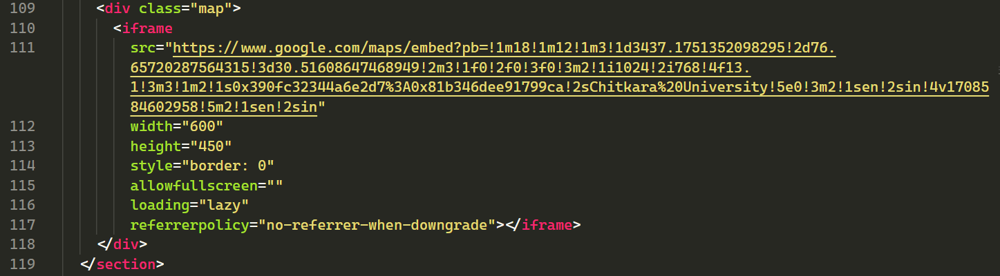 109 <div class="map">
110 <iframe
111 src="https://www.google.com/maps/embed?pb=!1m18!1m12!1m3!1d3437.1751352098295!2d76.
65720287564315!3d30.51608647468949!2m3!1f0!2f0!3f0!3m2!1i1024!2i768!4f13.
1!3m3!1m2!1s0x390fc32344a6e2d7%3A0x81b346dee91799ca!2sChitkara%20University!5e0!3m2!1sen!2sin!4v17085
84602958!5m2!1sen!2sin"
112 width="600"
113 height="450"
114 style="border: 0"
115 allowfullscreen=""
116 loading="lazy"
117 referrerpolicy="no-referrer-when-downgrade"></iframe>
118 </div>
119 </section>